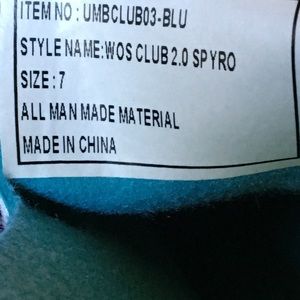 ITEM NO : UMBCLUB03-BLU
STYLE NAME:WOS CLUB 2.0 SPYRO
SIZE : 7
ALL MAN MADE MATERIAL
MADE IN CHINA